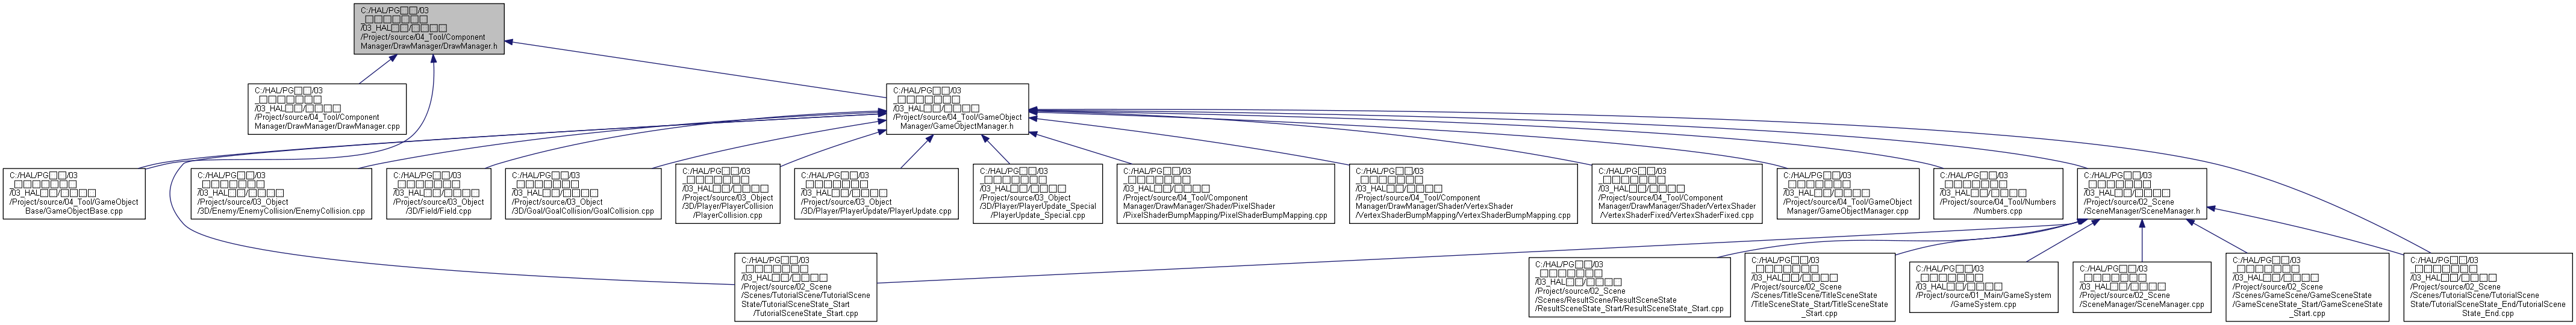 C:/HAL/PG□□/03
_□□□□□□□
/03_HAL□□/□□□□
/Project/source/04_Tool/Component
Manager/DrawManager/DrawManager.h
C:/HAL/PG□□/03
_□□□□□□□
/03_HAL□□/□□□□
/Project/source/04_Tool/Component
Manager/DrawManager/DrawManager.cpp
C:/HAL/PG□□/03
_□□□□□□□
/03_HAL□□/□□□□
/Project/source/04_Tool/GameObject
Manager/GameObjectManager.h
C:/HAL/PG□□/03
_□□□□□□□
/03_HAL□□/□□□□
/Project/source/04_Tool/GameObject
Base/GameObjectBase.cpp
C:/HAL/PG□□/03
_□□□□□□□
/03_HAL□□/□□□□
/Project/source/03_Object
/3D/Enemy/EnemyCollision/EnemyCollision.cpp
C:/HAL/PG□□/03
_□□□□□□□
/03_HAL□□/□□□□
/Project/source/03_Object
/3D/Field/Field.cpp
C:/HAL/PG□□/03
_□□□□□□□
/03_HAL□□/□□□□
/Project/source/03_Object
/3D/Goal/GoalCollision/GoalCollision.cpp
C:/HAL/PG□□/03
_□□□□□□□
/03_HAL□□/□□□□
/Project/source/03_Object
/3D/Player/PlayerCollision
/PlayerCollision.cpp
C:/HAL/PG□□/03
_□□□□□□□
/03_HAL□□/□□□□
/Project/source/03_Object
/3D/Player/PlayerUpdate/PlayerUpdate.cpp
C:/HAL/PG□□/03
_□□□□□□□
/03_HAL□□/□□□□
/Project/source/03_Object
/3D/Player/PlayerUpdate_Special
/PlayerUpdate_Special.cpp
C:/HAL/PG□□/03
_□□□□□□□
/03_HAL□□/□□□□
/Project/source/04_Tool/Component
Manager/DrawManager/Shader/PixelShader
/PixelShaderBumpMapping/PixelShaderBumpMapping.cpp
C:/HAL/PG□□/03
_□□□□□□□
/03_HAL□□/□□□□
/Project/source/04_Tool/Component
Manager/DrawManager/Shader/VertexShader
/VertexShaderBumpMapping/VertexShaderBumpMapping.cpp
C:/HAL/PG□□/03
_□□□□□□□
/03_HAL□□/□□□□
/Project/source/04_Tool/Component
Manager/DrawManager/Shader/VertexShader
/VertexShaderFixed/VertexShaderFixed.cpp
C:/HAL/PG□□/03
_□□□□□□□
/03_HAL□□/□□□□
/Project/source/04_Tool/GameObject
Manager/GameObjectManager.cpp
C:/HAL/PG□□/03
_□□□□□□□
/03_HAL□□/□□□□
/Project/source/04_Tool/Numbers
/Numbers.cpp
C:/HAL/PG□□/03
_□□□□□□□
/03_HAL□□/□□□□
/Project/source/02_Scene
/SceneManager/SceneManager.h
C:/HAL/PG□□/03
_□□□□□□□
/03_HAL□□/□□□□
/Project/source/02_Scene
/Scenes/TutorialScene/TutorialScene
State/TutorialSceneState_Start
/TutorialSceneState_Start.cpp
C:/HAL/PG□□/03
_□□□□□□□
/03_HAL□□/□□□□
/Project/source/02_Scene
/Scenes/ResultScene/ResultSceneState
/ResultSceneState_Start/ResultSceneState_Start.cpp
C:/HAL/PG□□/03
_□□□□□□□
/03_HAL□□/□□□□
/Project/source/02_Scene
/Scenes/TitleScene/TitleSceneState
/TitleSceneState_Start/TitleSceneState
_Start.cpp
C:/HAL/PG□□/03
_□□□□□□□
/03_HAL□□/□□□□
/Project/source/01_Main/GameSystem
/GameSystem.cpp
C:/HAL/PG□□/03
_□□□□□□□
/03_HAL□□/□□□□
/Project/source/02_Scene
/SceneManager/SceneManager.cpp
C:/HAL/PG□□/03
_□□□□□□□
/03_HAL□□/□□□□
/Project/source/02_Scene
/Scenes/GameScene/GameSceneState
/GameSceneState_Start/GameSceneState
_Start.cpp
C:/HAL/PG□□/03
_□□□□□□□
/03_HAL□□/□□□□
/Project/source/02_Scene
/Scenes/TutorialScene/TutorialScene
State/TutorialSceneState_End/TutorialScene
State_End.cpp